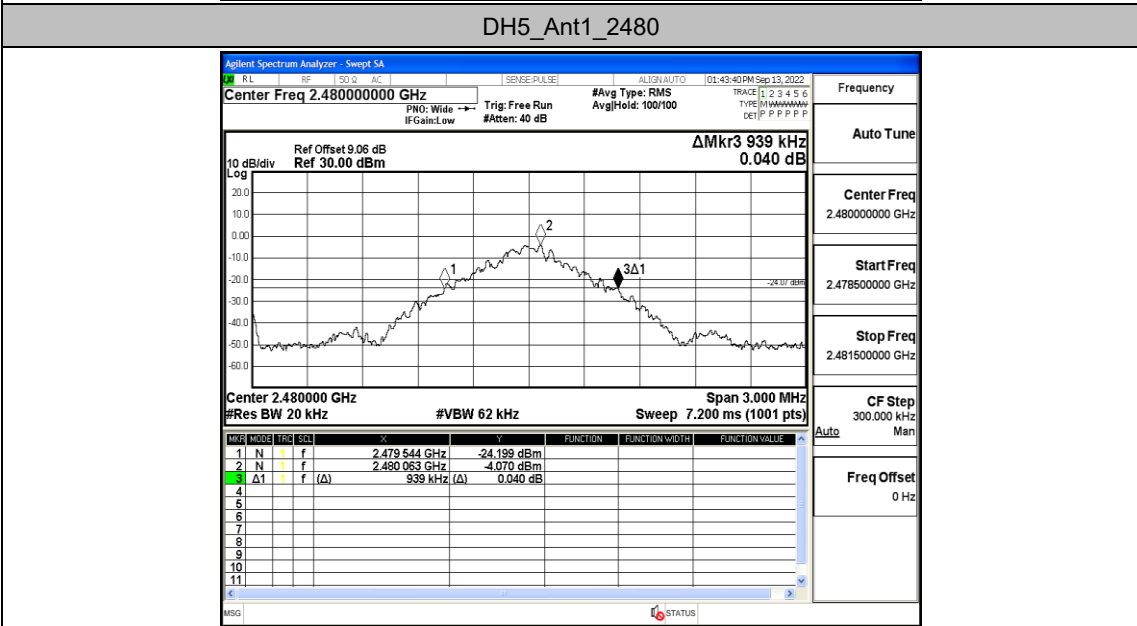 DH5_Ant1_2480
Agilent Spectrum Analyzer - Swept SA
LXI RL RF 50 Ω AC SENSE:PULSE ALIGNAUTO 01:43:40PM Sep 13, 2022
Center Freq 2.480000000 GHz
PNO: Wide
IFGain:Low
Trig: Free Run
#Atten: 40 dB
#Avg Type: RMS
Avg|Hold: 100/100
TRACE 1 2 3 4 5 6
TYPE M WWWWW
DET P P P P P P
Ref Offset 9.06 dB
10 dB/div Ref 30.00 dBm
ΔMkr3 939 kHz
0.040 dB
Log
20.0
10.0
0.00
-10.0
-20.0
-30.0
-40.0
-50.0
-60.0
1
2
3Δ1
-24.07 dBm
Center 2.480000 GHz Span 3.000 MHz
#Res BW 20 kHz #VBW 62 kHz Sweep 7.200 ms (1001 pts)
MKR MODE TRC SCL X Y FUNCTION FUNCTION WIDTH FUNCTION VALUE
1 N 1 f 2.479 544 GHz -24.199 dBm
2 N 1 f 2.480 063 GHz -4.070 dBm
3 Δ1 1 f (Δ) 939 kHz (Δ) 0.040 dB
4
5
6
7
8
9
10
11
MSG STATUS
Frequency
Auto Tune
Center Freq
2.480000000 GHz
Start Freq
2.478500000 GHz
Stop Freq
2.481500000 GHz
CF Step
300.000 kHz
Auto Man
Freq Offset
0 Hz